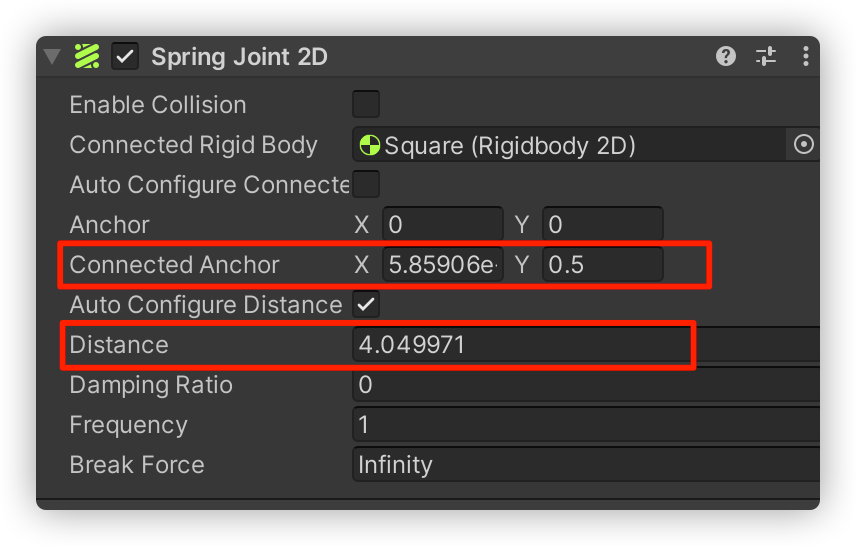 Spring Joint 2D
Enable Collision
Connected Rigid Body Square (Rigidbody 2D)
Auto Configure Connecte
Anchor X 0 Y 0
Connected Anchor X 5.85906e- Y 0.5
Auto Configure Distance
Distance 4.049971
Damping Ratio 0
Frequency 1
Break Force Infinity